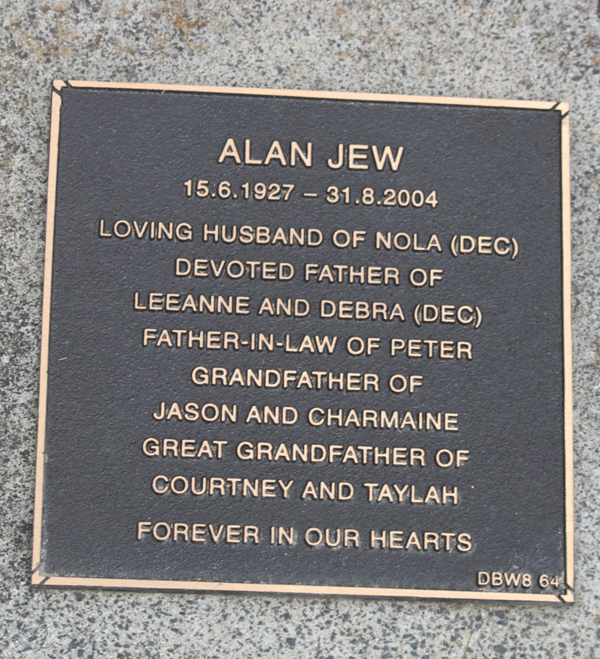 ALAN JEW
15.6.1927 – 31.8.2004
LOVING HUSBAND OF NOLA (DEC)
DEVOTED FATHER OF
LEEANNE AND DEBRA (DEC)
FATHER-IN-LAW OF PETER
GRANDFATHER OF
JASON AND CHARMAINE
GREAT GRANDFATHER OF
COURTNEY AND TAYLAH
FOREVER IN OUR HEARTS
DBW8 64